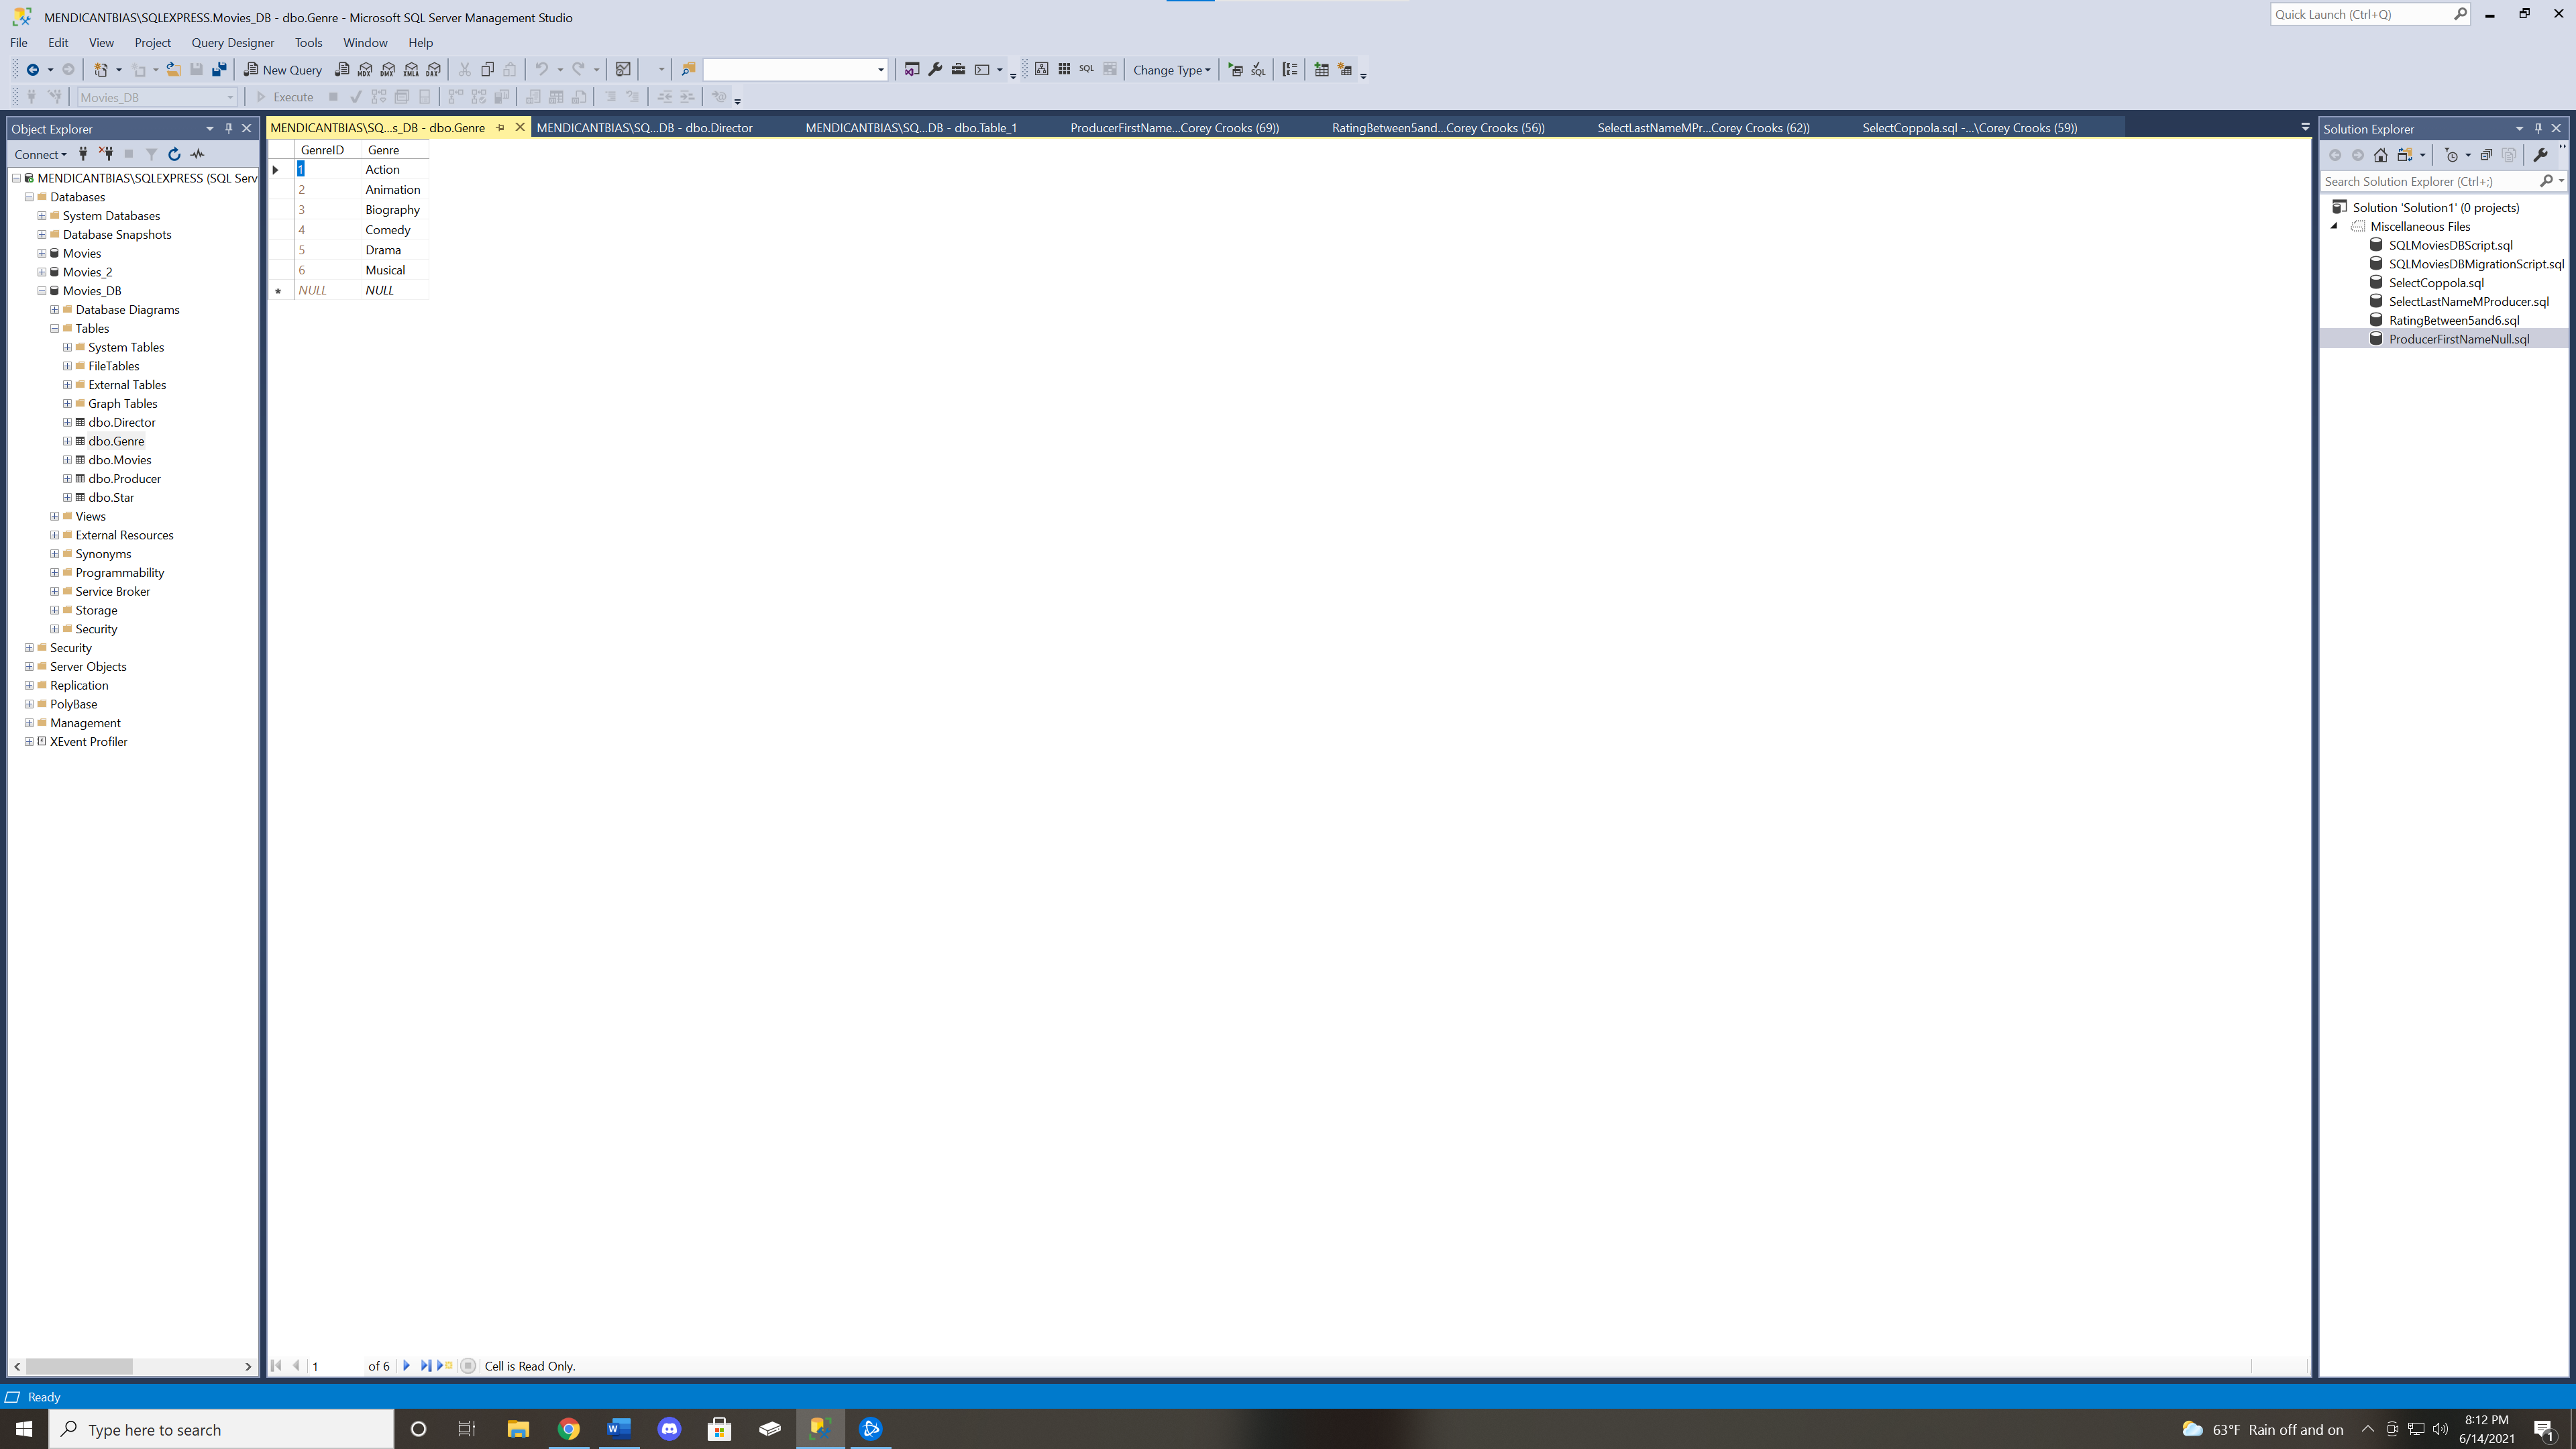 MENDICANTBIAS\SQLEXPRESS.Movies_DB - dbo.Genre - Microsoft SQL Server Management Studio
Quick Launch (Ctrl+Q)
File Edit View Project Query Designer Tools Window Help
New Query MDX DMX XMLA DAX SQL Change Type SQL
Movies_DB Execute
Object Explorer
Connect
MENDICANTBIAS\SQLEXPRESS (SQL Serv
Databases
System Databases
Database Snapshots
Movies
Movies_2
Movies_DB
Database Diagrams
Tables
System Tables
FileTables
External Tables
Graph Tables
dbo.Director
dbo.Genre
dbo.Movies
dbo.Producer
dbo.Star
Views
External Resources
Synonyms
Programmability
Service Broker
Storage
Security
Security
Server Objects
Replication
PolyBase
Management
XEvent Profiler
MENDICANTBIAS\SQ...s_DB - dbo.Genre MENDICANTBIAS\SQ...DB - dbo.Director MENDICANTBIAS\SQ...DB - dbo.Table_1 ProducerFirstName...Corey Crooks (69)) RatingBetween5and...Corey Crooks (56)) SelectLastNameMPr...Corey Crooks (62)) SelectCoppola.sql -...\Corey Crooks (59))
GenreID Genre
1 Action
2 Animation
3 Biography
4 Comedy
5 Drama
6 Musical
NULL NULL
1 of 6 Cell is Read Only.
Solution Explorer
Search Solution Explorer (Ctrl+;)
Solution 'Solution1' (0 projects)
Miscellaneous Files
SQLMoviesDBScript.sql
SQLMoviesDBMigrationScript.sql
SelectCoppola.sql
SelectLastNameMProducer.sql
RatingBetween5and6.sql
ProducerFirstNameNull.sql
Ready
Type here to search
63°F Rain off and on
8:12 PM
6/14/2021
1